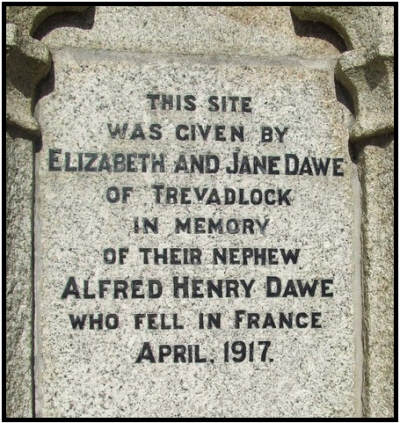 THIS SITE
WAS GIVEN BY
ELIZABETH AND JANE DAWE
OF TREVADLOCK
IN MEMORY
OF THEIR NEPHEW
ALFRED HENRY DAWE
WHO FELL IN FRANCE
APRIL, 1917.